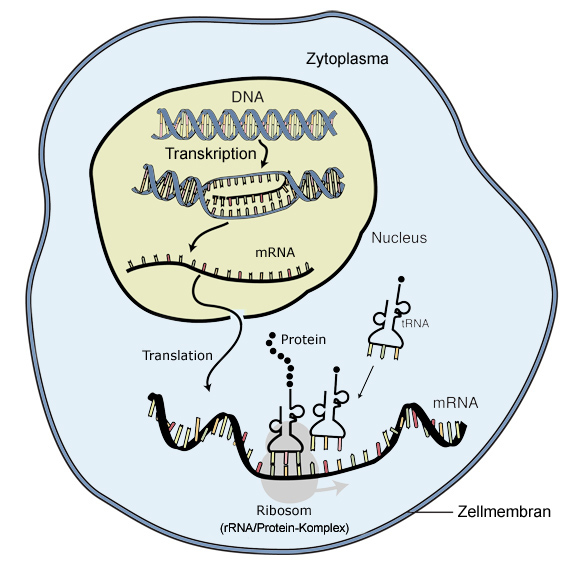 Zytoplasma
DNA
Transkription
mRNA
Nucleus
tRNA
Protein
Translation
mRNA
Ribosom
(rRNA/Protein-Komplex)
Zellmembran